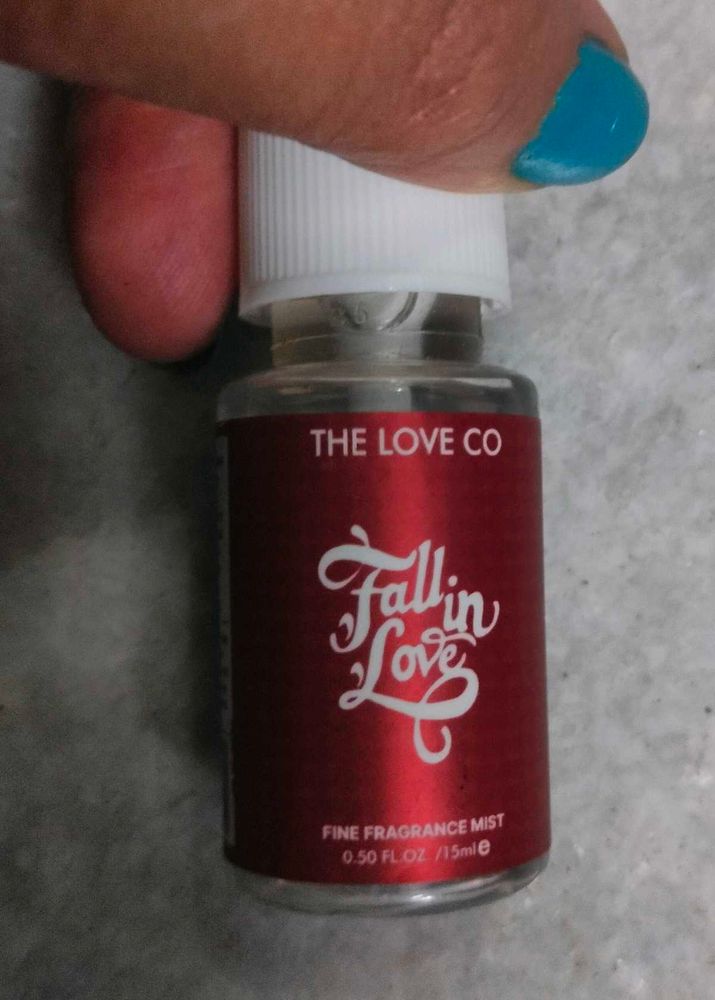 THE LOVE CO
Fall in
Love
FINE FRAGRANCE MIST
0.50 FL.OZ /15ml e